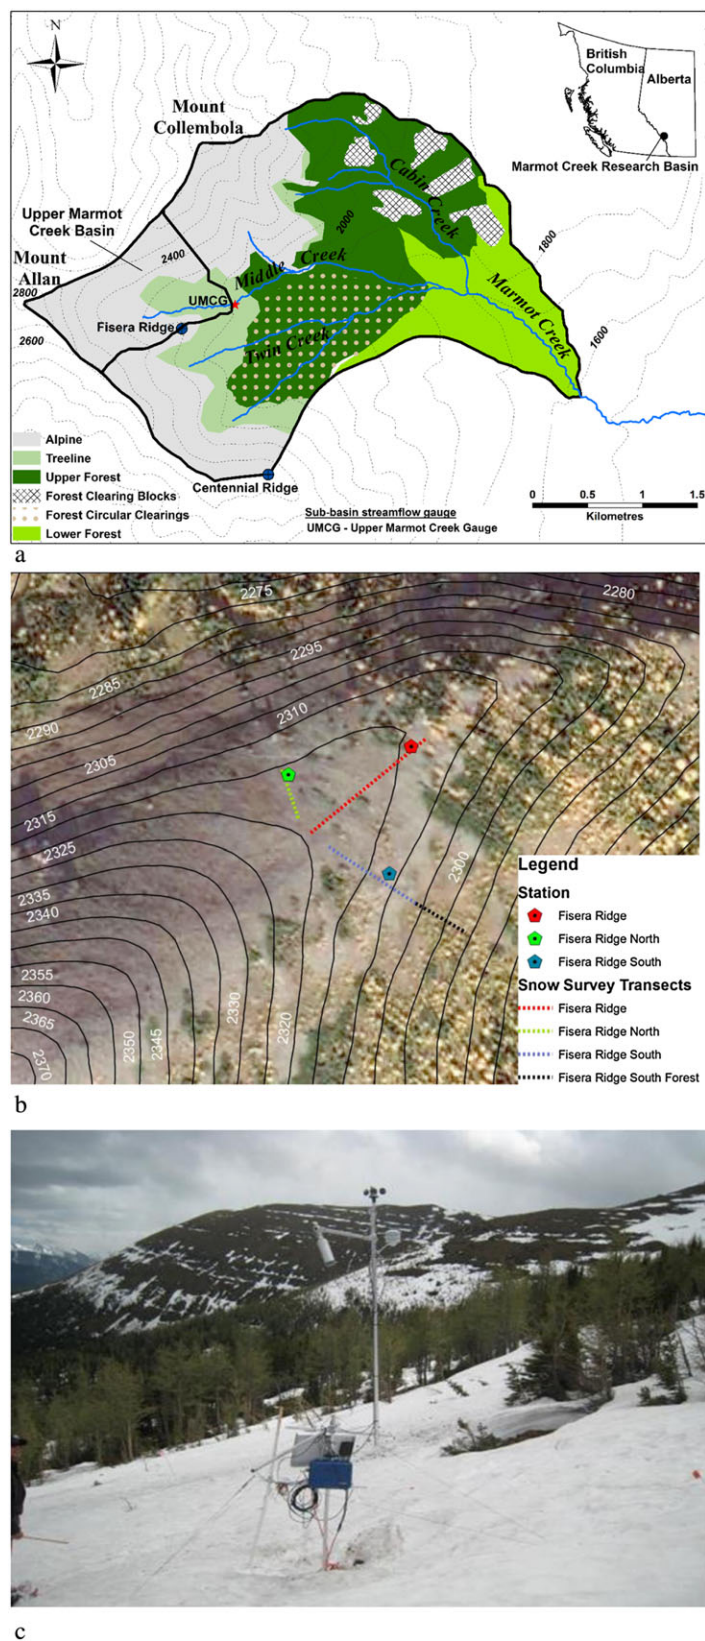 N
British
Columbia
Alberta
Marmot Creek Research Basin
Mount
Collembola
Cabin Creek
Upper Marmot
Creek Basin
2000
2400
Mount
Allan
Middle Creek
1800
2800
UMCG
Marmot Creek
Fisera Ridge
2600
Twin Creek
1600
Alpine
Treeline
Upper Forest
Centennial Ridge
Forest Clearing Blocks
Forest Circular Clearings
Lower Forest
0 0.5 1 1.5
Kilometres
Sub-basin streamflow gauge
UMCG - Upper Marmot Creek Gauge
a
2275
2280
2285
2295
2290
2310
2305
2315
2325
2300
2335
2340
2355
2360
2330
2320
2365
2350
2345
2370
Legend
Station
Fisera Ridge
Fisera Ridge North
Fisera Ridge South
Snow Survey Transects
Fisera Ridge
Fisera Ridge North
Fisera Ridge South
Fisera Ridge South Forest
b
c